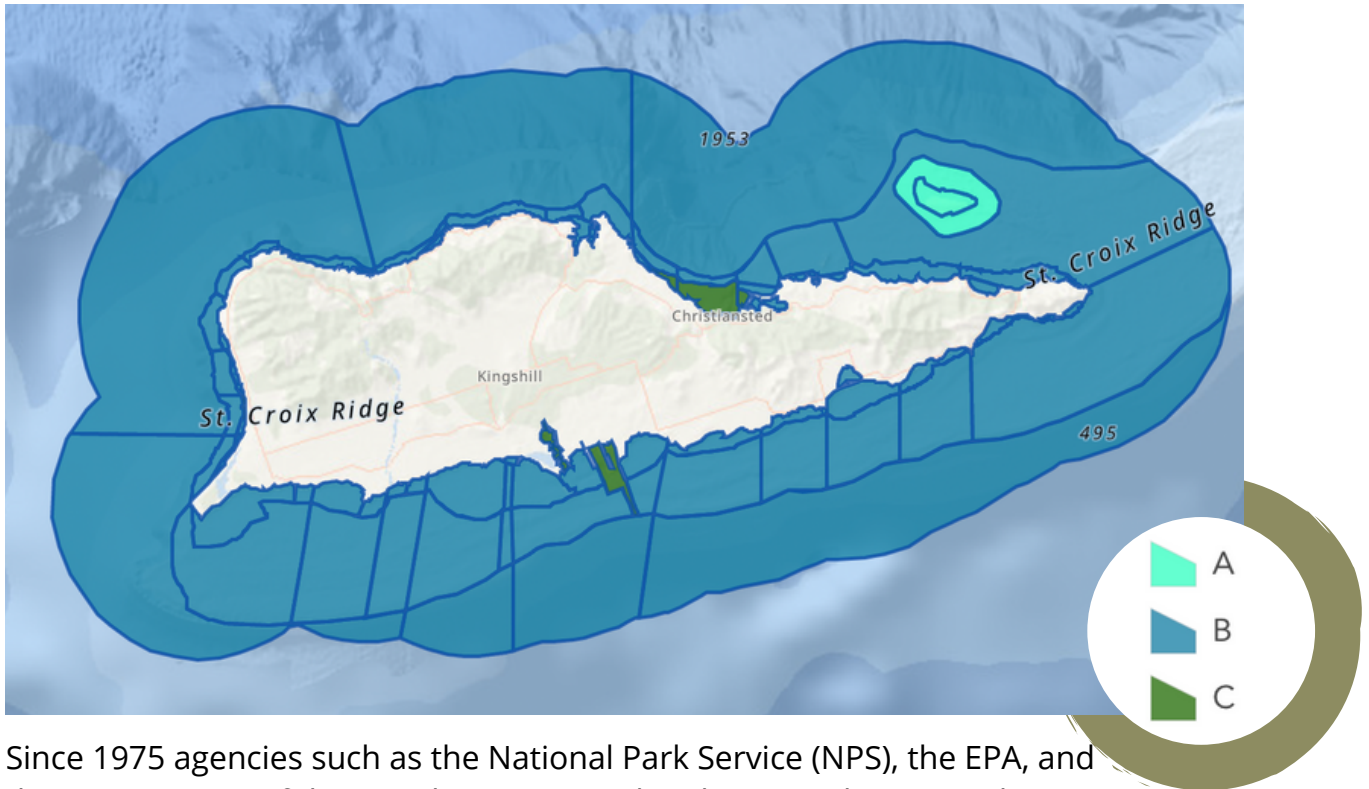 1953
St. Croix Ridge
Christiansted
Kingshill
St. Croix Ridge
495
A
B
C
Since 1975 agencies such as the National Park Service (NPS), the EPA, and